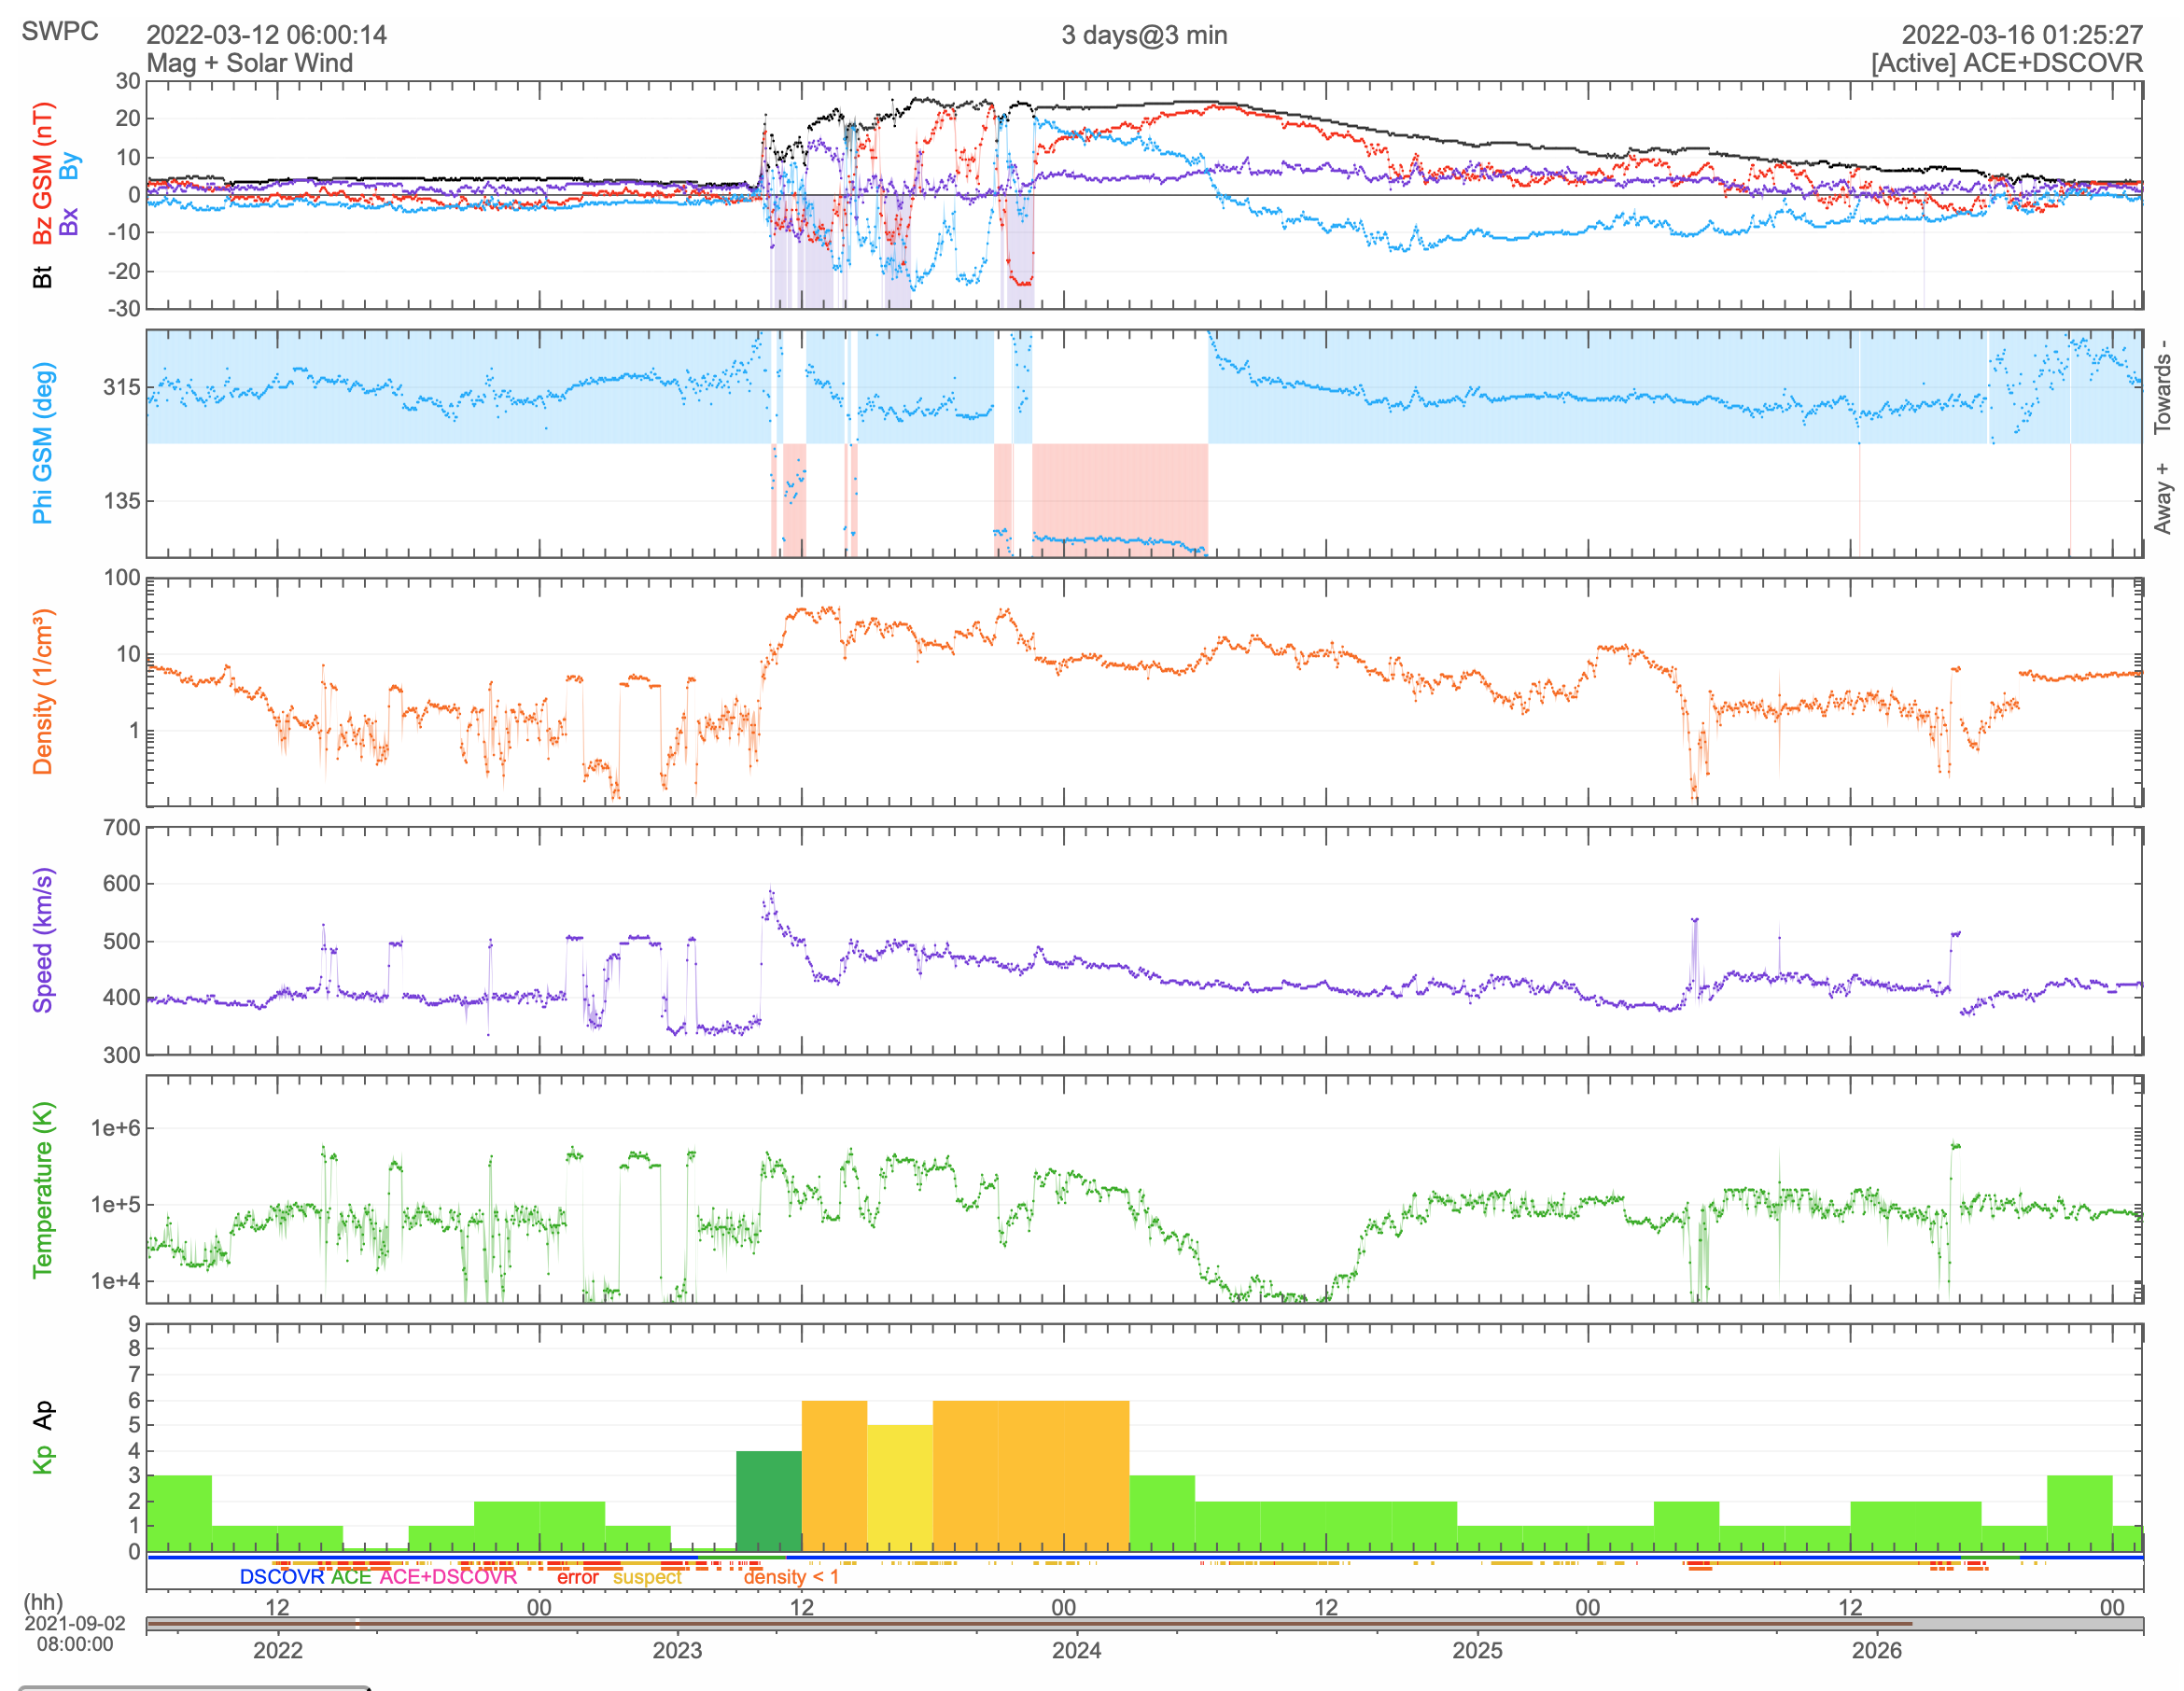 SWPC
2022-03-12 06:00:14
3 days@3 min
2022-03-16 01:25:27
Mag + Solar Wind
[Active] ACE+DSCOVR
Bt Bz GSM (nT)
Bx By
30
20
10
0
-10
-20
-30
Phi GSM (deg)
315
135
Towards -
Away +
Density (1/cm³)
100
10
1
Speed (km/s)
700
600
500
400
300
Temperature (K)
1e+6
1e+5
1e+4
Kp Ap
9
8
7
6
5
4
3
2
1
0
DSCOVR ACE ACE+DSCOVR error suspect density < 1
(hh) 12 00 12 00 12 00 12 00
2021-09-02
08:00:00
2022 2023 2024 2025 2026